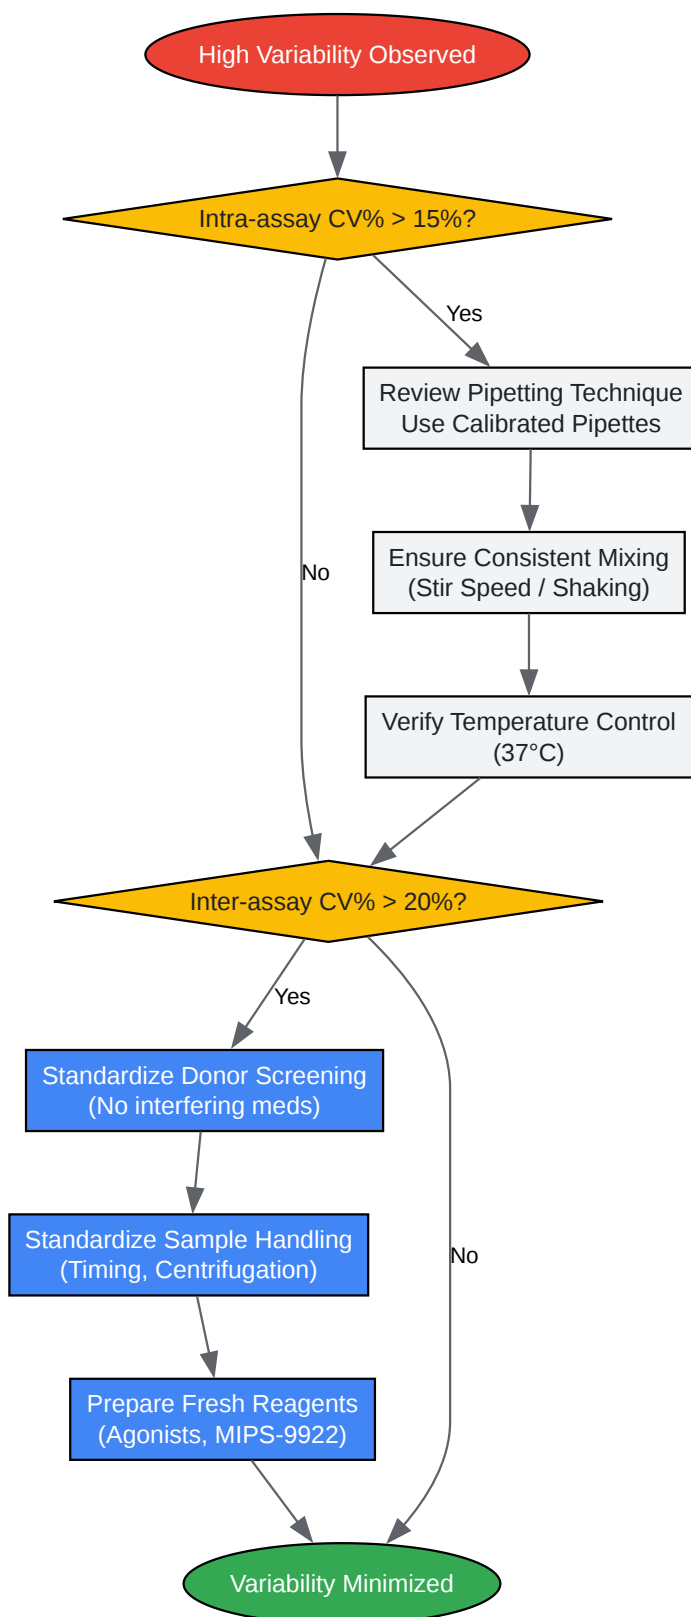 High Variability Observed
Intra-assay CV% > 15%?
Yes
Review Pipetting Technique
Use Calibrated Pipettes
Ensure Consistent Mixing
(Stir Speed / Shaking)
No
Verify Temperature Control
(37°C)
Inter-assay CV% > 20%?
Yes
Standardize Donor Screening
(No interfering meds)
Standardize Sample Handling
(Timing, Centrifugation)
No
Prepare Fresh Reagents
(Agonists, MIPS-9922)
Variability Minimized